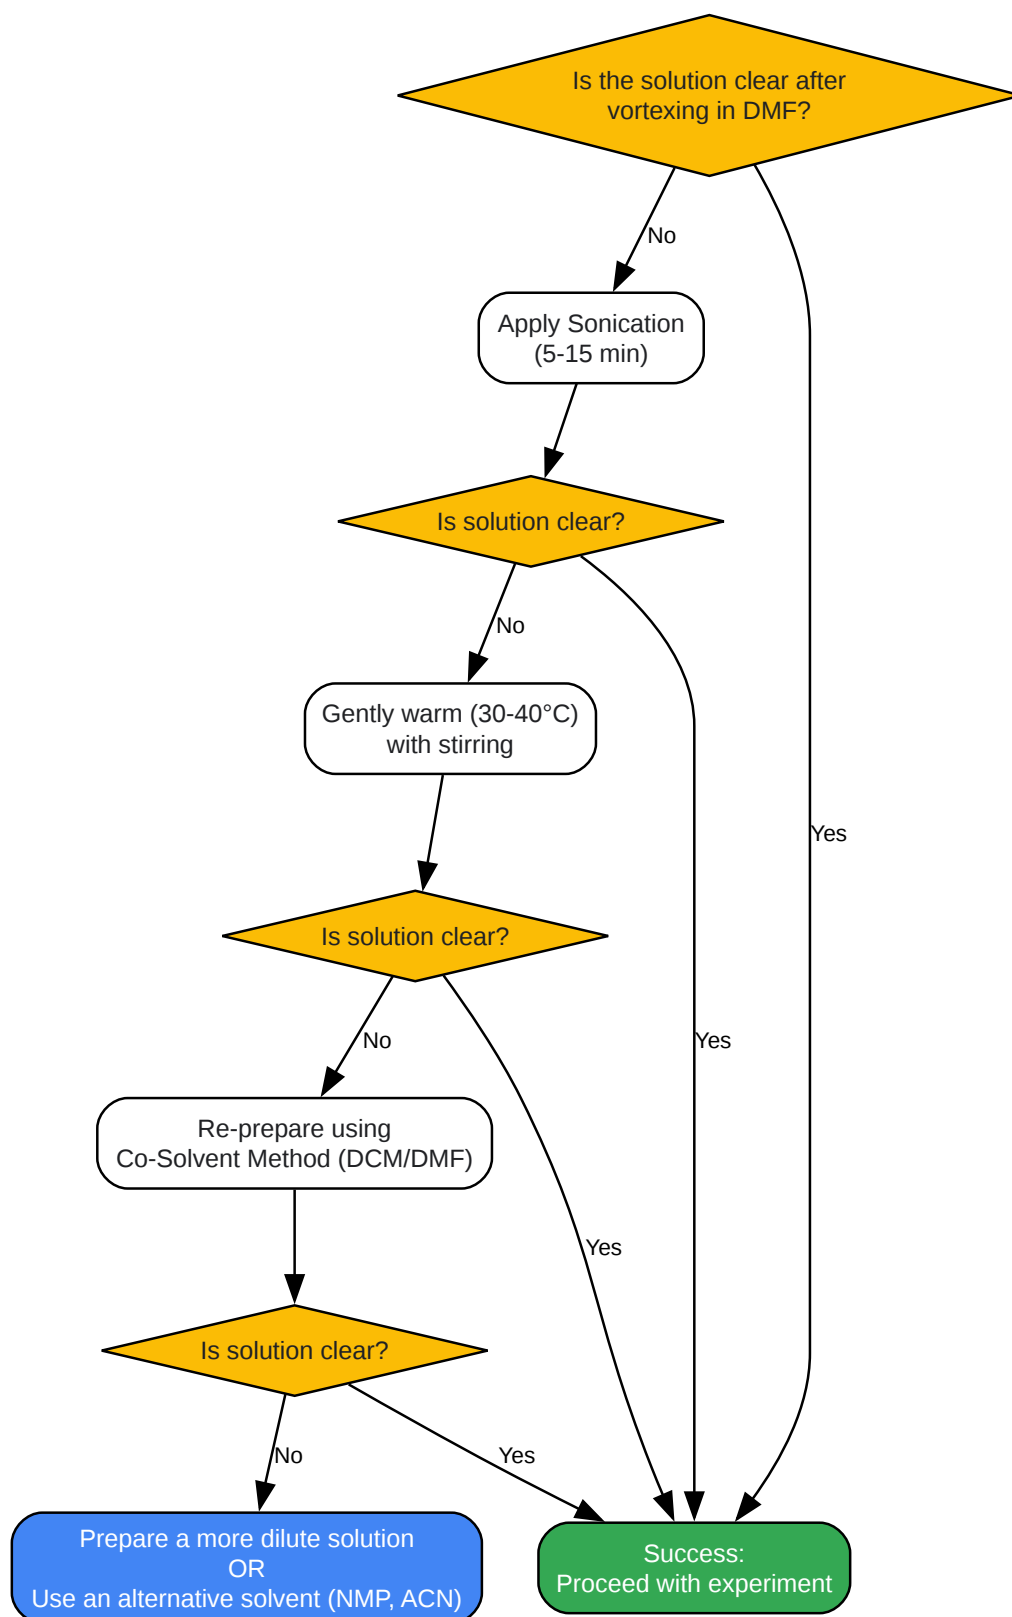 Is the solution clear after
vortexing in DMF?
No
Apply Sonication
(5-15 min)
Is solution clear?
No
Gently warm (30-40°C)
with stirring
Yes
Is solution clear?
No
Yes
Re-prepare using
Co-Solvent Method (DCM/DMF)
Yes
Is solution clear?
No
Yes
Prepare a more dilute solution
OR
Use an alternative solvent (NMP, ACN)
Success:
Proceed with experiment